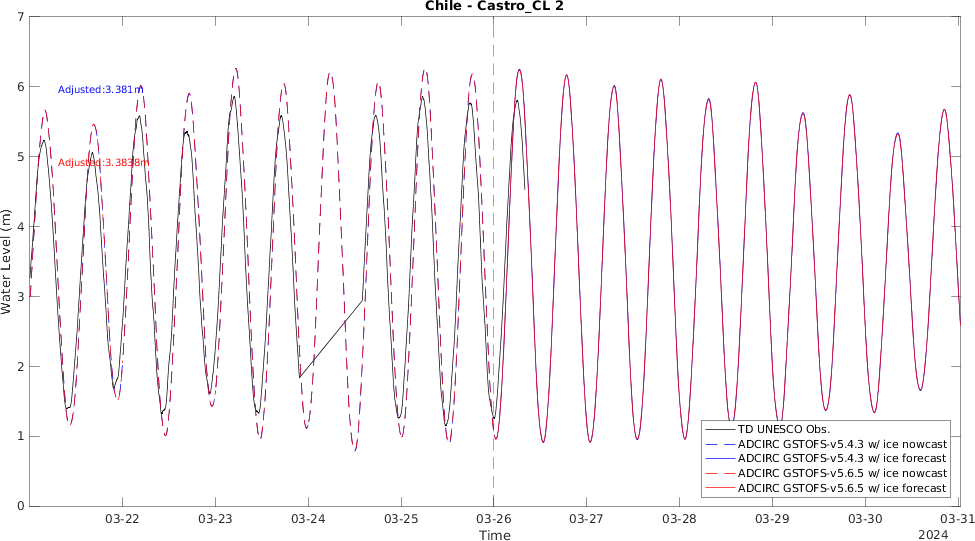 Chile - Castro_CL 2
7
6
5
4
3
2
1
0
Water Level (m)
Adjusted:3.381m
Adjusted:3.3838m
TD UNESCO Obs.
ADCIRC GSTOFS-v5.4.3 w/ ice nowcast
ADCIRC GSTOFS-v5.4.3 w/ ice forecast
ADCIRC GSTOFS-v5.6.5 w/ ice nowcast
ADCIRC GSTOFS-v5.6.5 w/ ice forecast
03-22 03-23 03-24 03-25 03-26 03-27 03-28 03-29 03-30 03-31
Time
2024